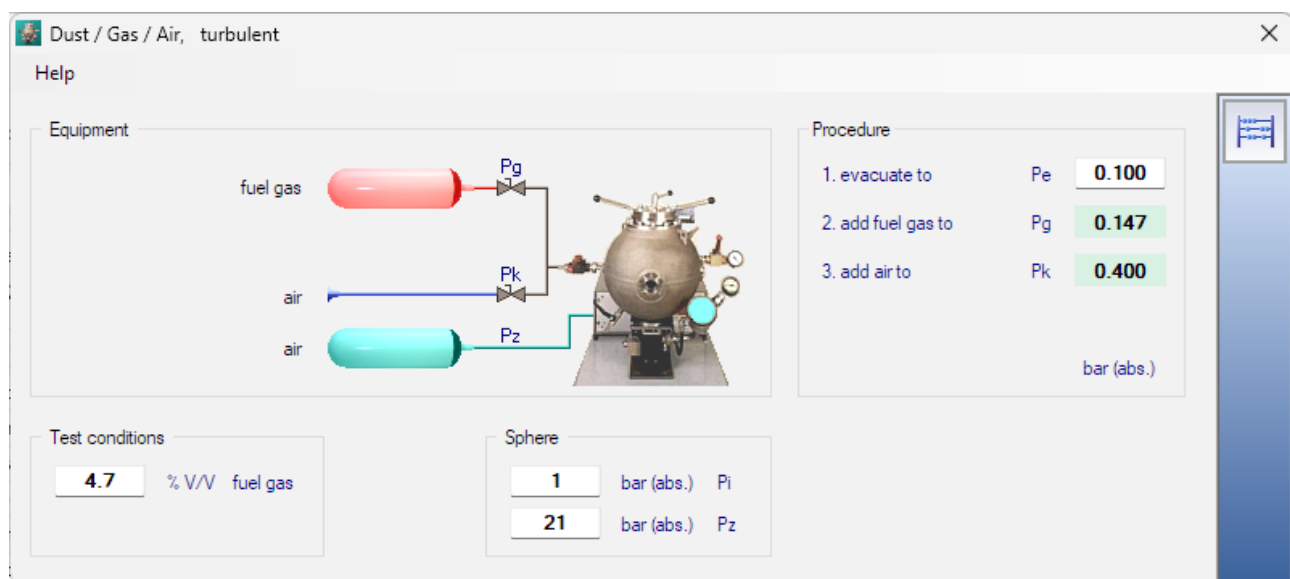 Dust / Gas / Air,   turbulent
Help
Equipment
fuel gas
Pg
air
Pk
air
Pz
Procedure
1. evacuate to Pe 0.100
2. add fuel gas to Pg 0.147
3. add air to Pk 0.400
bar (abs.)
Test conditions
4.7 % V/V fuel gas
Sphere
1 bar (abs.) Pi
21 bar (abs.) Pz